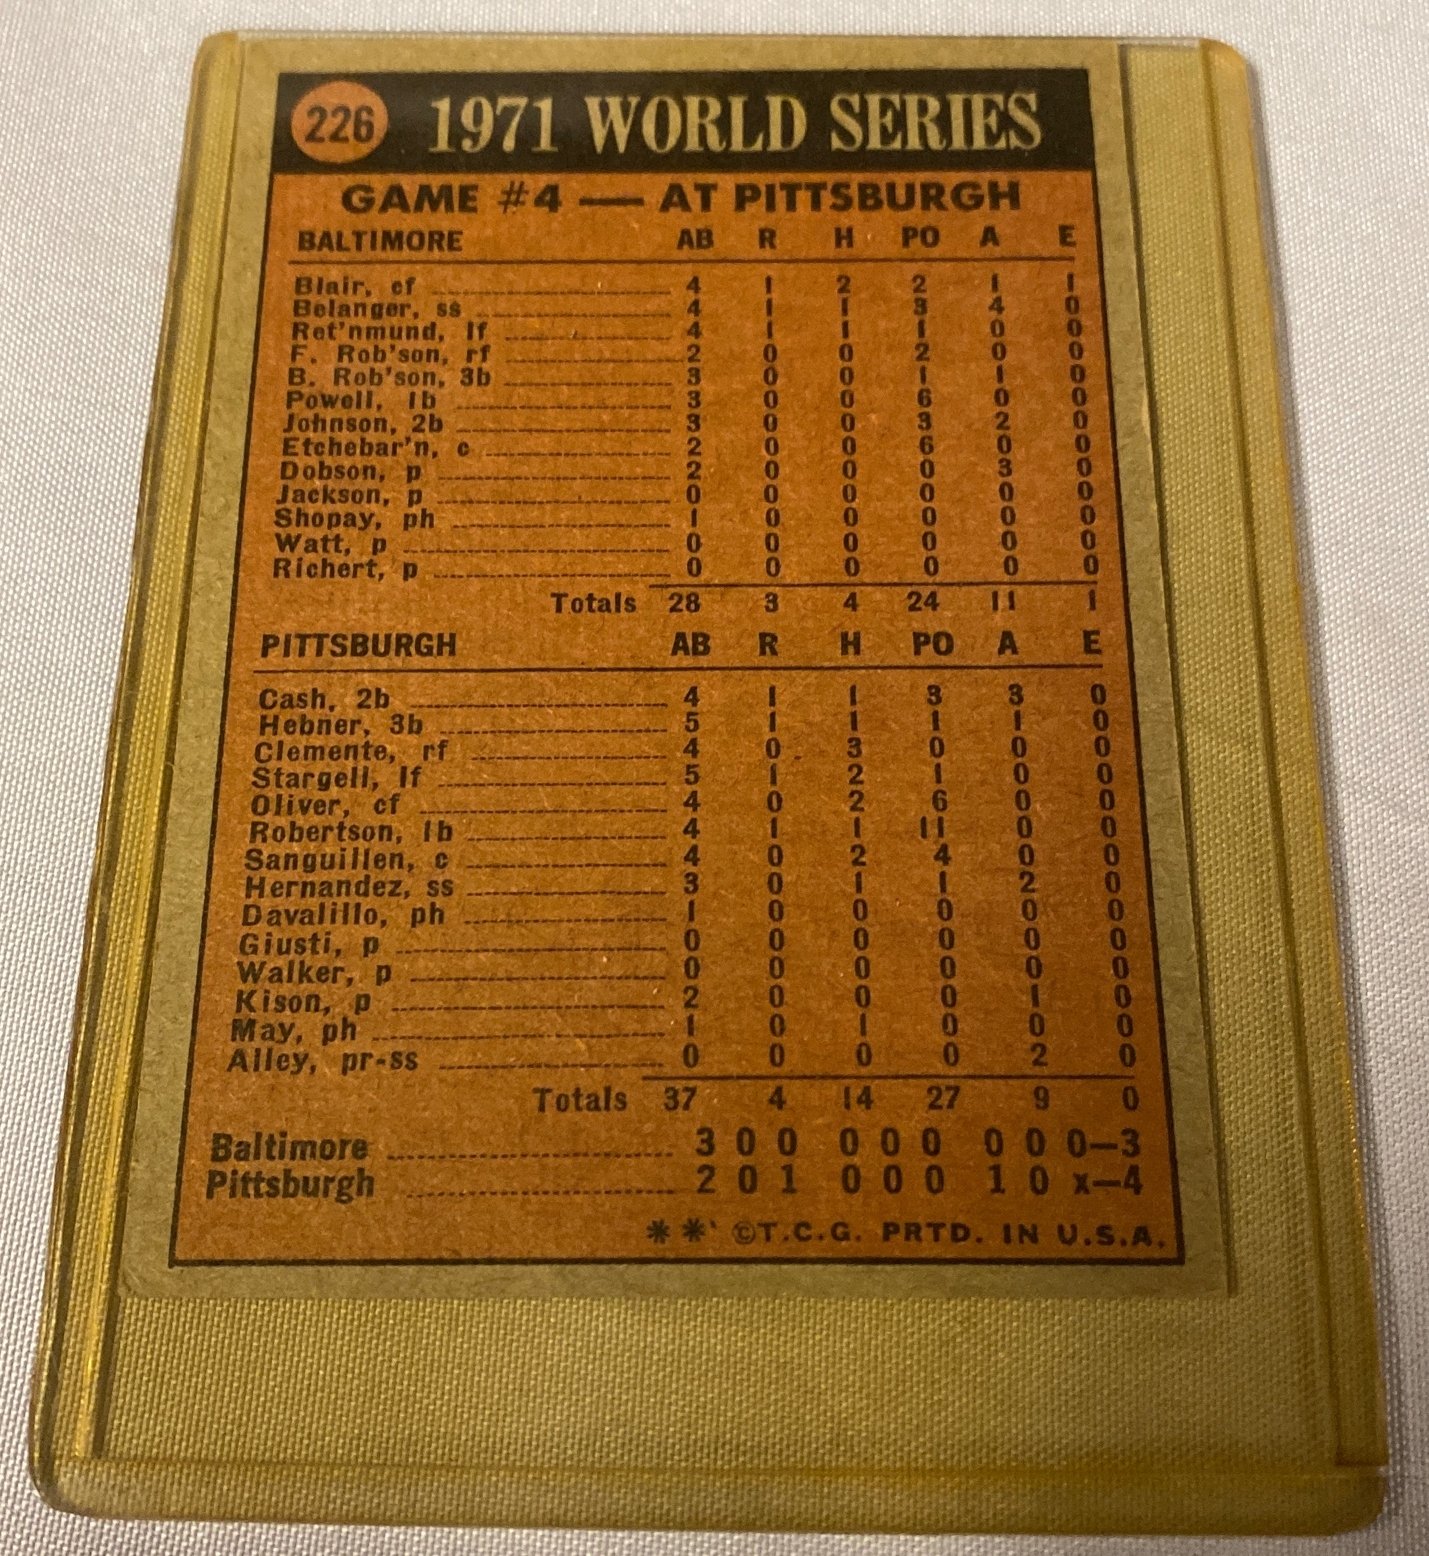 226 1971 WORLD SERIES
GAME #4 — AT PITTSBURGH
BALTIMORE AB R H PO A E
Blair, cf 4 1 2 2 1 1
Belanger, ss 4 1 1 3 4 0
Ret'nmund, lf 4 1 1 1 0 0
F. Rob'son, rf 2 0 0 2 0 0
B. Rob'son, 3b 3 0 0 1 1 0
Powell, 1b 3 0 0 6 0 0
Johnson, 2b 3 0 0 3 2 0
Etchebar'n, c 2 0 0 6 0 0
Dobson, p 2 0 0 0 3 0
Jackson, p 0 0 0 0 0 0
Shopay, ph 1 0 0 0 0 0
Watt, p 0 0 0 0 0 0
Richert, p 0 0 0 0 0 0
Totals 28 3 4 24 11 1
PITTSBURGH AB R H PO A E
Cash, 2b 4 1 1 3 3 0
Hebner, 3b 5 1 1 1 1 0
Clemente, rf 4 0 3 0 0 0
Stargell, lf 5 1 2 1 0 0
Oliver, cf 4 0 2 6 0 0
Robertson, 1b 4 1 1 11 0 0
Sanguillen, c 4 0 2 4 0 0
Hernandez, ss 3 0 1 1 2 0
Davalillo, ph 1 0 0 0 0 0
Giusti, p 0 0 0 0 0 0
Walker, p 0 0 0 0 0 0
Kison, p 2 0 0 0 1 0
May, ph 1 0 1 0 0 0
Alley, pr-ss 0 0 0 0 2 0
Totals 37 4 14 27 9 0
Baltimore 3 0 0 0 0 0 0 0 0—3
Pittsburgh 2 0 1 0 0 0 1 0 x—4
** ©T.C.G. PRTD. IN U.S.A.